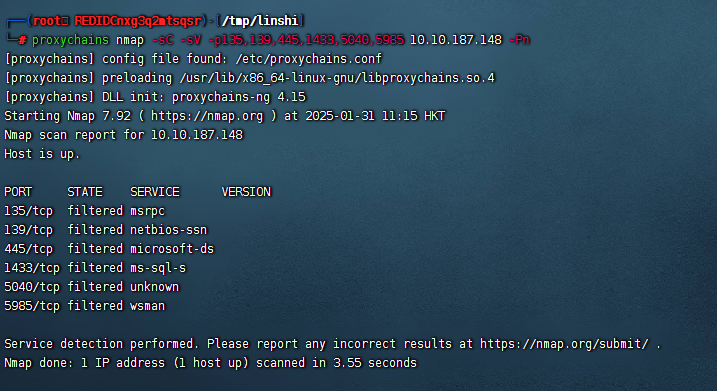 (root REDIDCnxg3q2mtsqsr)-[/tmp/linshi]
# proxychains nmap -sC -sV -p135,139,445,1433,5040,5985 10.10.187.148 -Pn
[proxychains] config file found: /etc/proxychains.conf
[proxychains] preloading /usr/lib/x86_64-linux-gnu/libproxychains.so.4
[proxychains] DLL init: proxychains-ng 4.15
Starting Nmap 7.92 ( https://nmap.org ) at 2025-01-31 11:15 HKT
Nmap scan report for 10.10.187.148
Host is up.
PORT     STATE    SERVICE      VERSION
135/tcp  filtered msrpc
139/tcp  filtered netbios-ssn
445/tcp  filtered microsoft-ds
1433/tcp filtered ms-sql-s
5040/tcp filtered unknown
5985/tcp filtered wsman
Service detection performed. Please report any incorrect results at https://nmap.org/submit/ .
Nmap done: 1 IP address (1 host up) scanned in 3.55 seconds